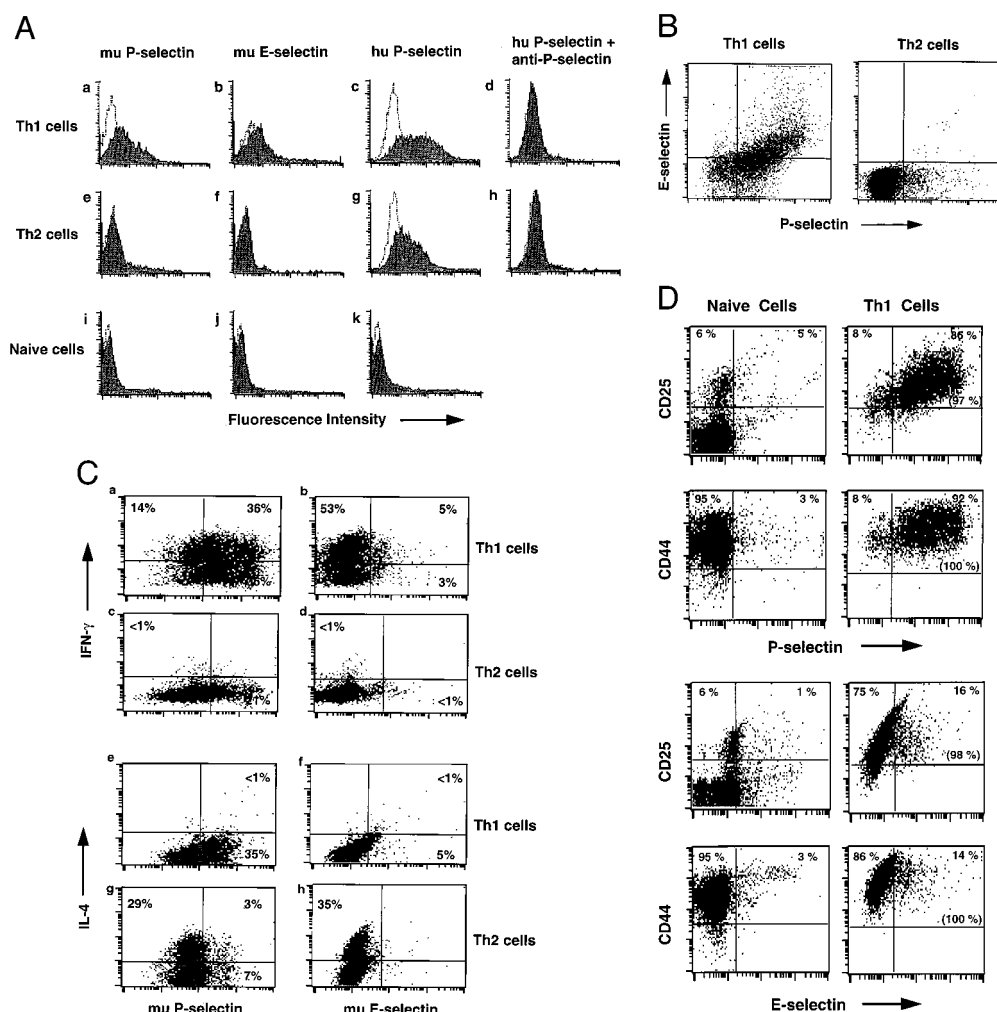 A
mu P-selectin
mu E-selectin
hu P-selectin
hu P-selectin +
anti-P-selectin
a
b
c
d
Th1 cells
e
f
g
h
Th2 cells
i
j
k
Naive cells
Fluorescence Intensity
B
Th1 cells
Th2 cells
E-selectin
P-selectin
C
a
b
14%
36%
53%
5%
3%
Th1 cells
IFN-γ
c
d
<1%
<1%
<1%
Th2 cells
e
f
<1%
<1%
35%
5%
Th1 cells
IL-4
g
h
29%
3%
7%
35%
Th2 cells
mu P-selectin
mu E-selectin
D
Naive Cells
Th1 Cells
CD25
6 %
5 %
8 %
86 %
(97 %)
CD44
95 %
3 %
8 %
92 %
(100 %)
P-selectin
CD25
6 %
1 %
75 %
16 %
(98 %)
CD44
95 %
3 %
86 %
14 %
(100 %)
E-selectin